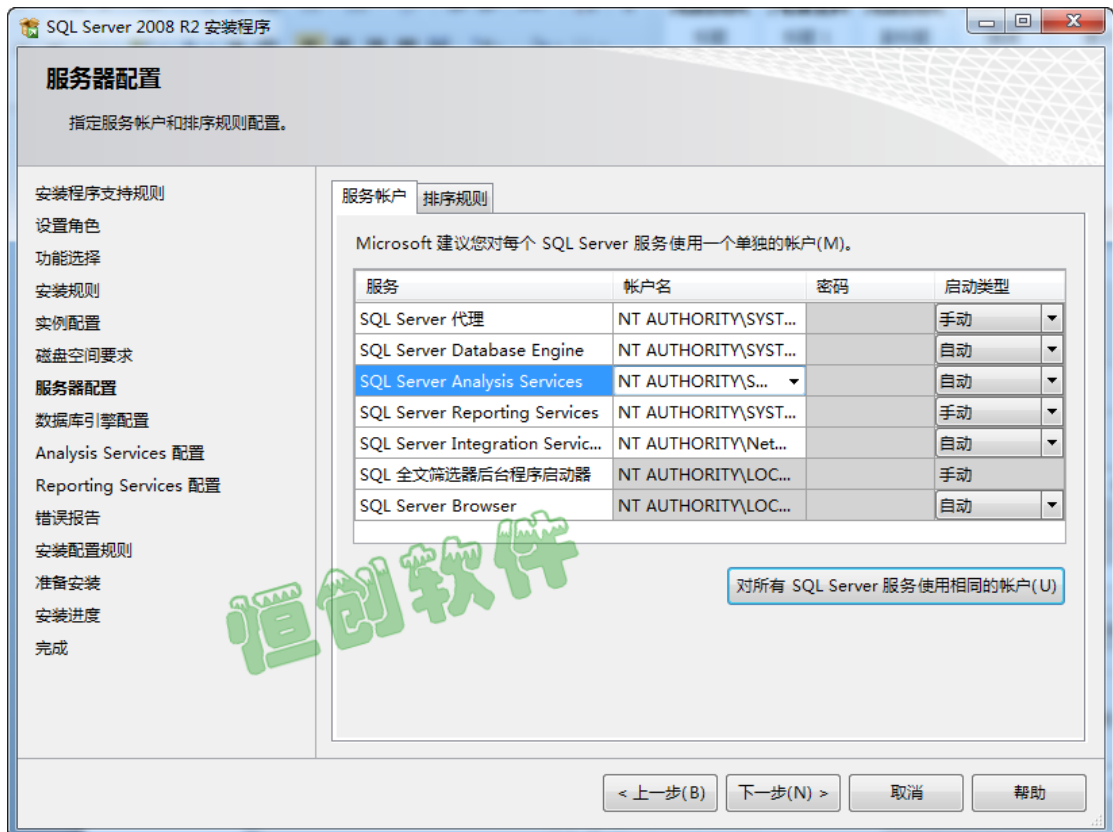 SQL Server 2008 R2 安装程序
服务器配置
指定服务帐户和排序规则配置。
安装程序支持规则
设置角色
功能选择
安装规则
实例配置
磁盘空间要求
服务器配置
数据库引擎配置
Analysis Services 配置
Reporting Services 配置
错误报告
安装配置规则
准备安装
安装进度
完成
服务帐户 排序规则
Microsoft 建议您对每个 SQL Server 服务使用一个单独的帐户(M)。
服务 帐户名 密码 启动类型
SQL Server 代理 NT AUTHORITY\SYST... 手动
SQL Server Database Engine NT AUTHORITY\SYST... 自动
SQL Server Analysis Services NT AUTHORITY\S... 自动
SQL Server Reporting Services NT AUTHORITY\SYST... 手动
SQL Server Integration Servic... NT AUTHORITY\Net... 自动
SQL 全文筛选器后台程序启动器 NT AUTHORITY\LOC... 手动
SQL Server Browser NT AUTHORITY\LOC... 自动
对所有 SQL Server 服务使用相同的帐户(U)
恒创软件
< 上一步(B) 下一步(N) > 取消 帮助